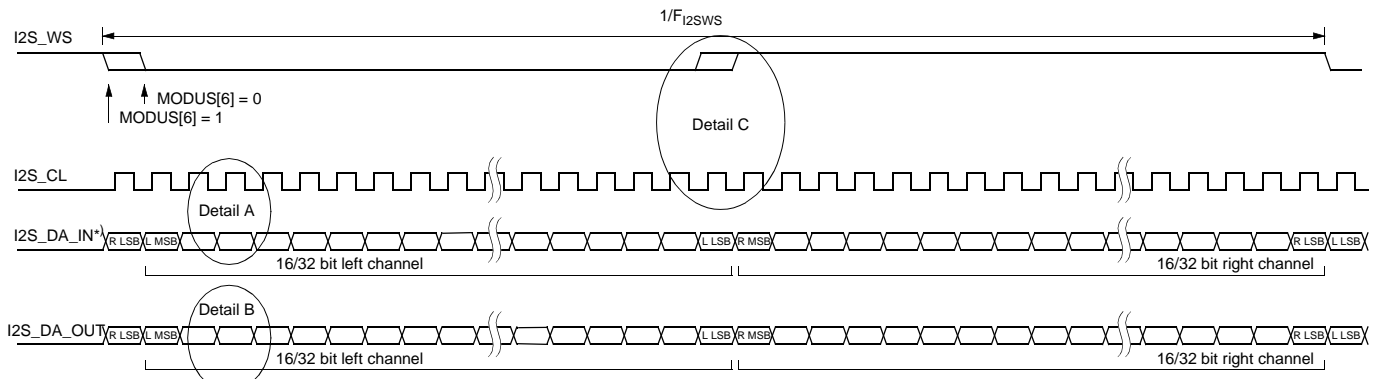 1/F_I2SWS
I2S_WS
MODUS[6] = 0
MODUS[6] = 1
Detail C
I2S_CL
Detail A
I2S_DA_IN*)
R LSB L MSB L LSB R MSB R LSB L LSB
16/32 bit left channel 16/32 bit right channel
Detail B
I2S_DA_OUT
R LSB L MSB L LSB R MSB R LSB L LSB
16/32 bit left channel 16/32 bit right channel